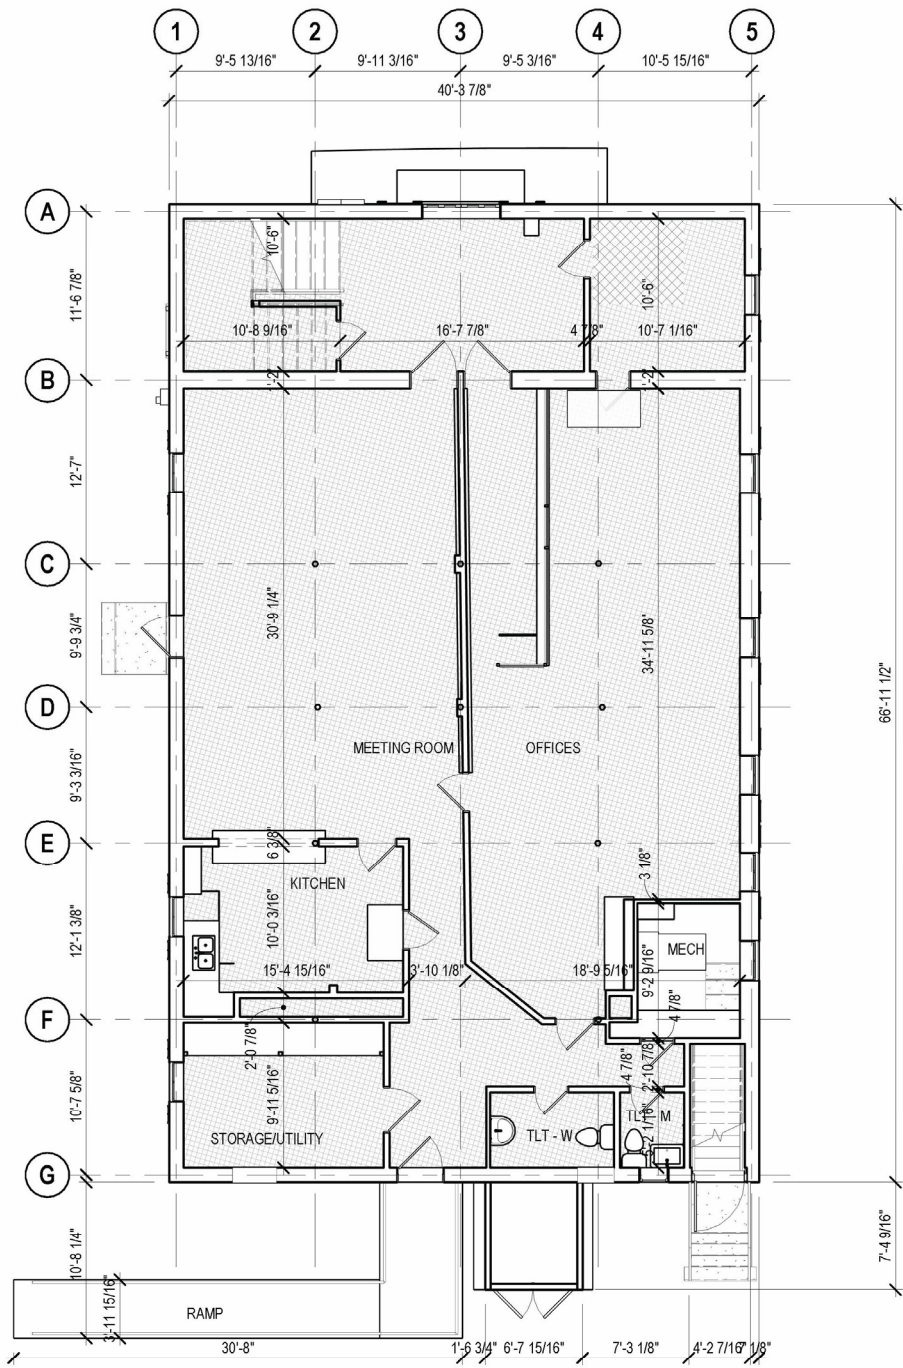 1 2 3 4 5
9'-5 13/16" 9'-11 3/16" 9'-5 3/16" 10'-5 15/16"
40'-3 7/8"
A
10'-6"
11'-6 7/8"
10'-6"
10'-8 9/16" 16'-7 7/8" 4 7/8" 10'-7 1/16"
B
12'-7"
C
30'-9 1/4"
9'-9 3/4"
34'-11 5/8'
66'-11 1/2"
D
MEETING ROOM OFFICES
9'-3 3/16"
E
6 3/8"
KITCHEN
3 1/8"
10'-0 3/16"
12'-1 3/8"
MECH
9'-2 9/16"
15'-4 15/16" 3'-10 1/8" 18'-9 5/16"
F
4 7/8"
2'-0 7/8"
4 7/8"
2'-10 7/8"
9'-11 5/16"
10'-7 5/8"
STORAGE/UTILITY TLT - W
G
10'-8 1/4"
7'-4 9/16"
3'-11 15/16"
RAMP
30'-8" 1'-6 3/4" 6'-7 15/16" 7'-3 1/8" 4'-2 7/16"